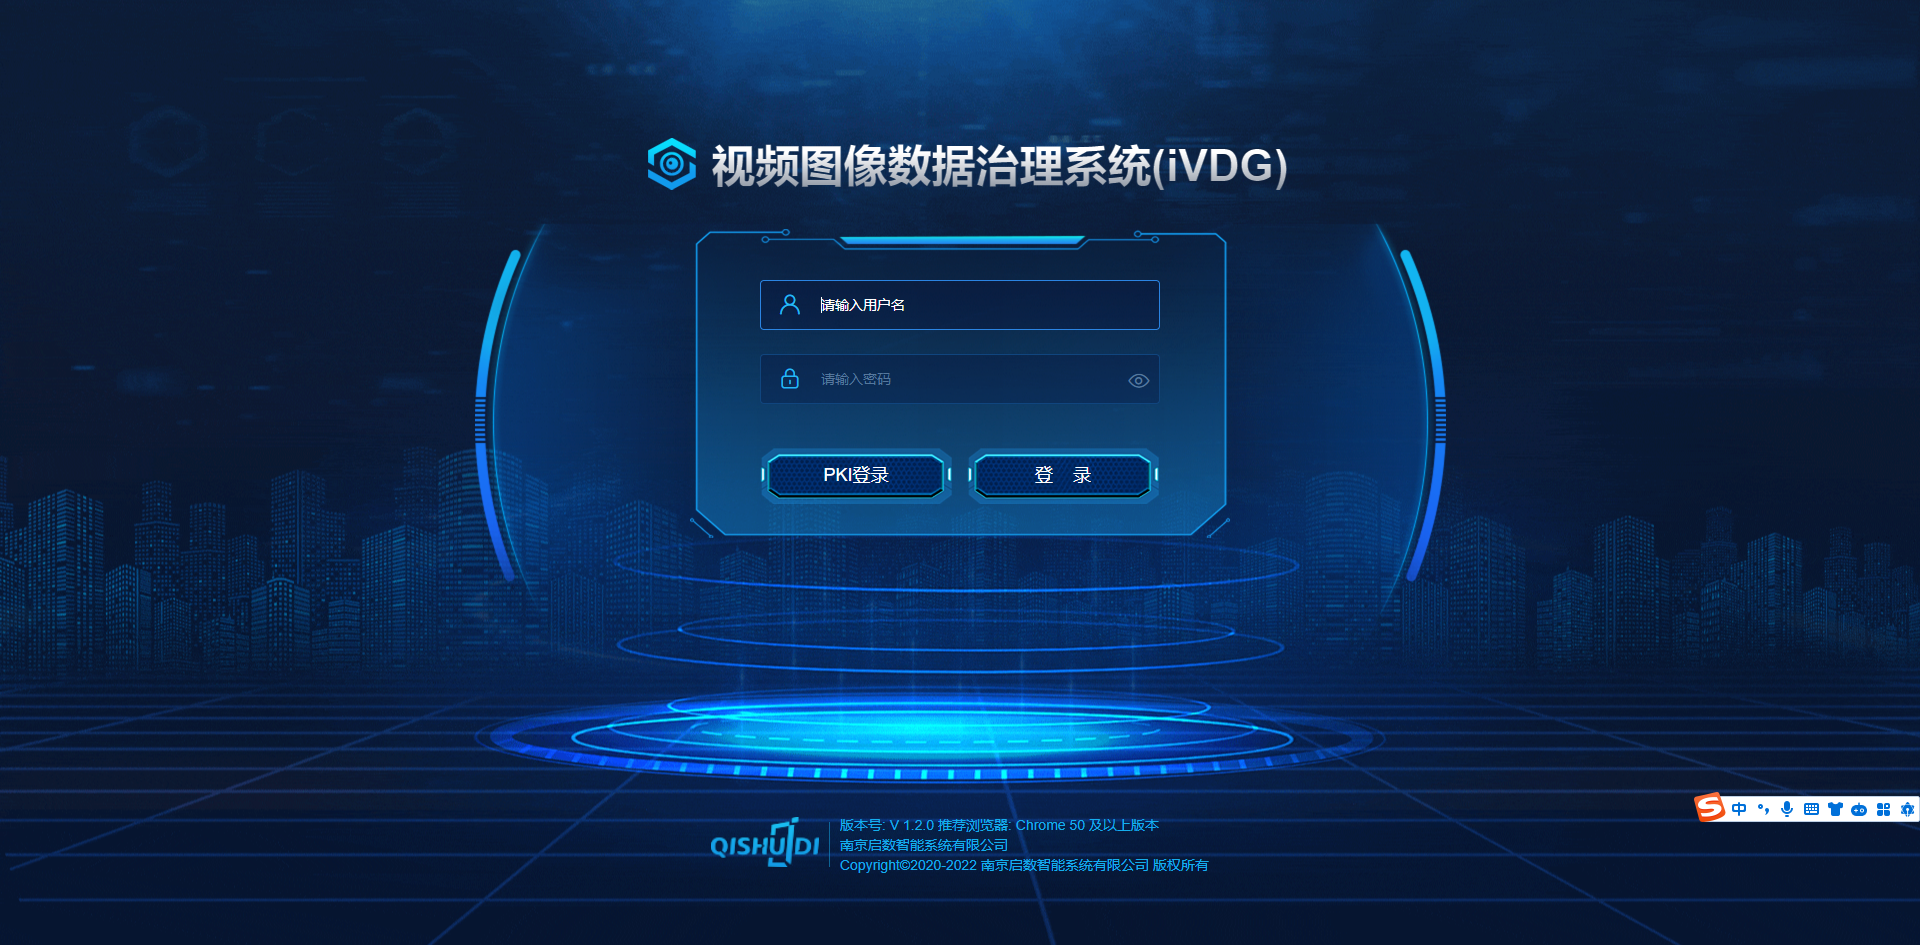 视频图像数据治理系统(iVDG)
请输入用户名
请输入密码
PKI登录
登 录
QISHUDI
版本号: V 1.2.0 推荐浏览器: Chrome 50 及以上版本
南京启数智能系统有限公司
Copyright©2020-2022 南京启数智能系统有限公司 版权所有
中